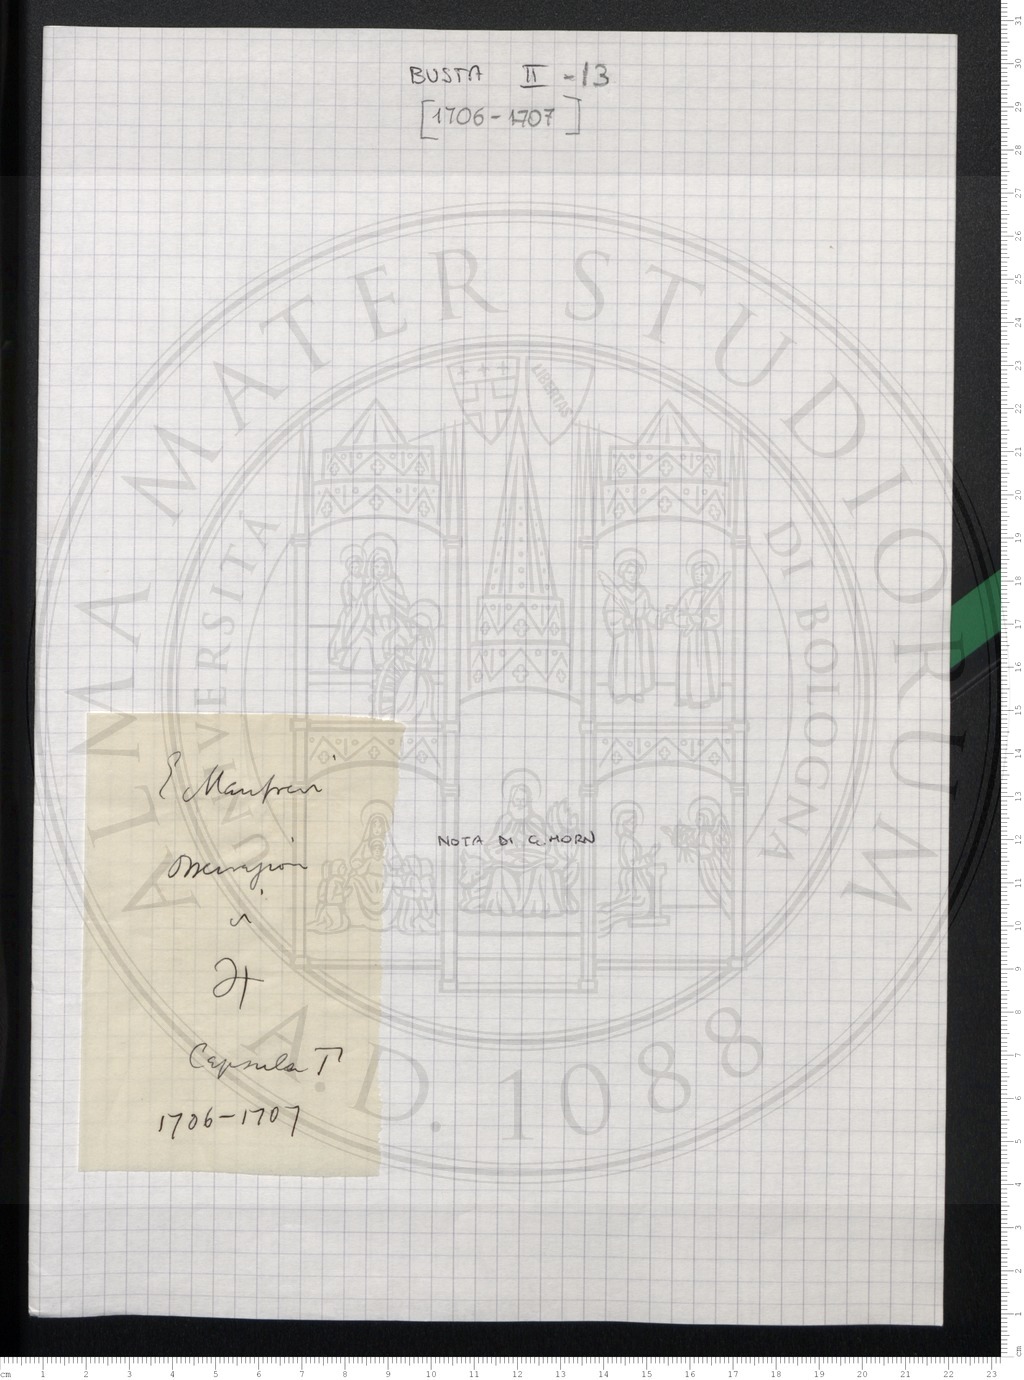 BUSTA II - 13
[1706 - 1707]
E Manfredi
Osservazioni
di
♃
Capsula T
1706-1707
NOTA DI G. HORN
ALMA MATER STUDIORUM
UNIVERSITÀ DI BOLOGNA
LIBERTAS
A.D. 1088